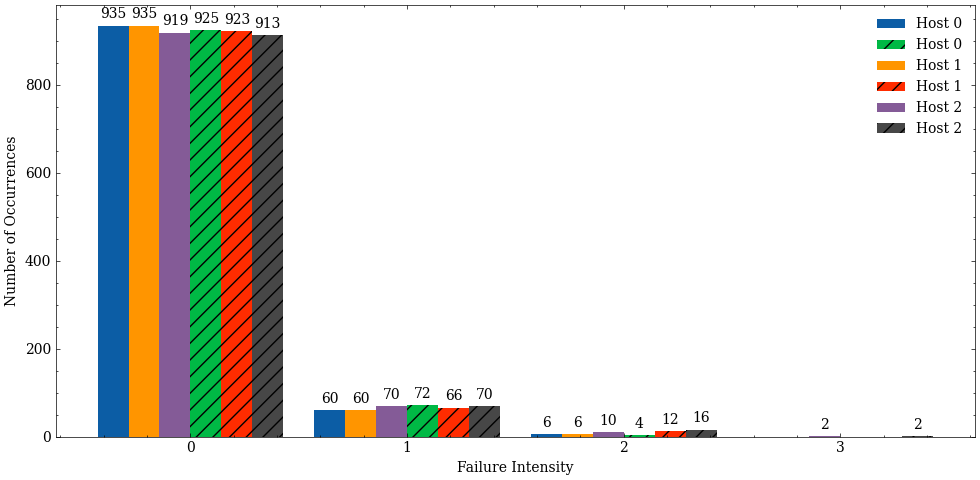 935 935 919 925 923 913
Host 0
Host 0
Host 1
Host 1
Host 2
Host 2
800
600
400
200
0
Number of Occurrences
60 60 70 72 66 70
6 6 10 4 12 16
2 2
0 1 2 3
Failure Intensity